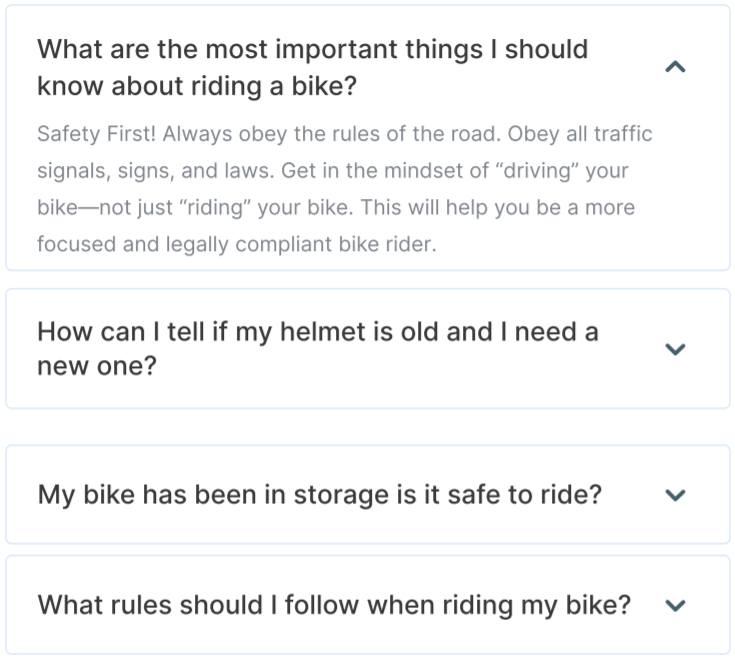 What are the most important things I should
know about riding a bike?
Safety First! Always obey the rules of the road. Obey all traffic
signals, signs, and laws. Get in the mindset of “driving” your
bike—not just “riding” your bike. This will help you be a more
focused and legally compliant bike rider.
How can I tell if my helmet is old and I need a
new one?
My bike has been in storage is it safe to ride?
What rules should I follow when riding my bike?